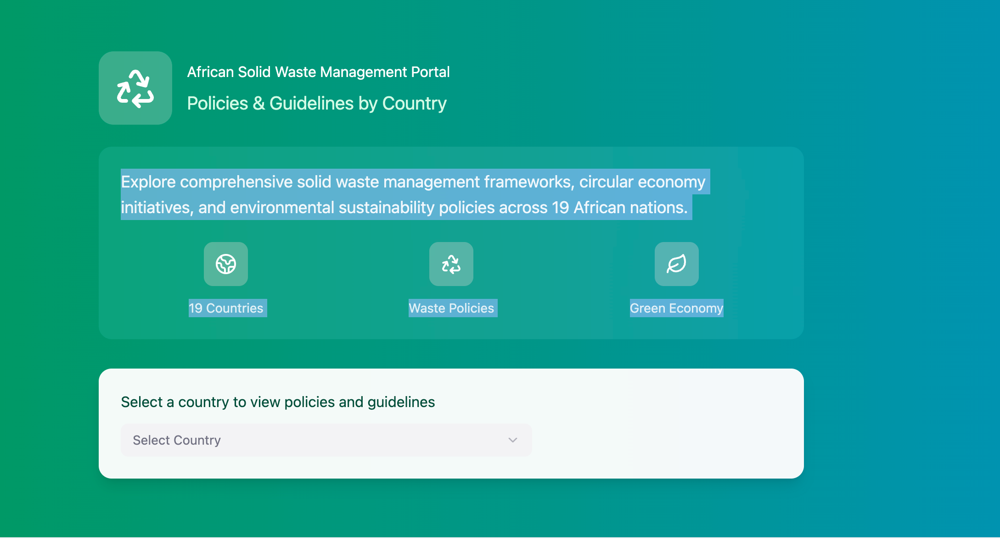 African Solid Waste Management Portal
Policies & Guidelines by Country
Explore comprehensive solid waste management frameworks, circular economy
initiatives, and environmental sustainability policies across 19 African nations.
19 Countries
Waste Policies
Green Economy
Select a country to view policies and guidelines
Select Country